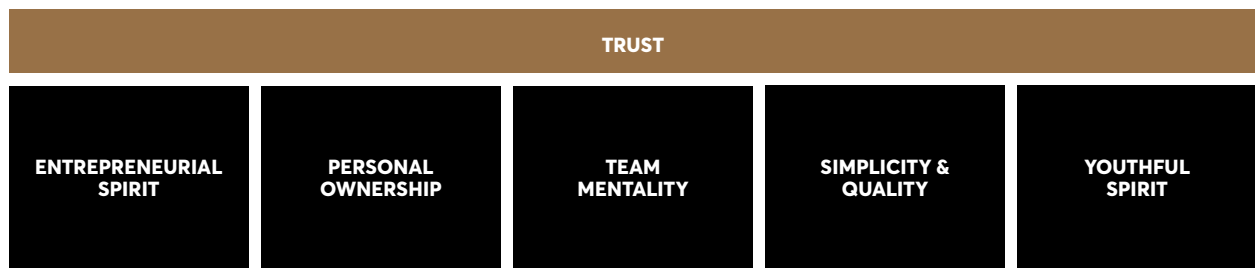 TRUST
ENTREPRENEURIAL
SPIRIT
PERSONAL
OWNERSHIP
TEAM
MENTALITY
SIMPLICITY &
QUALITY
YOUTHFUL
SPIRIT